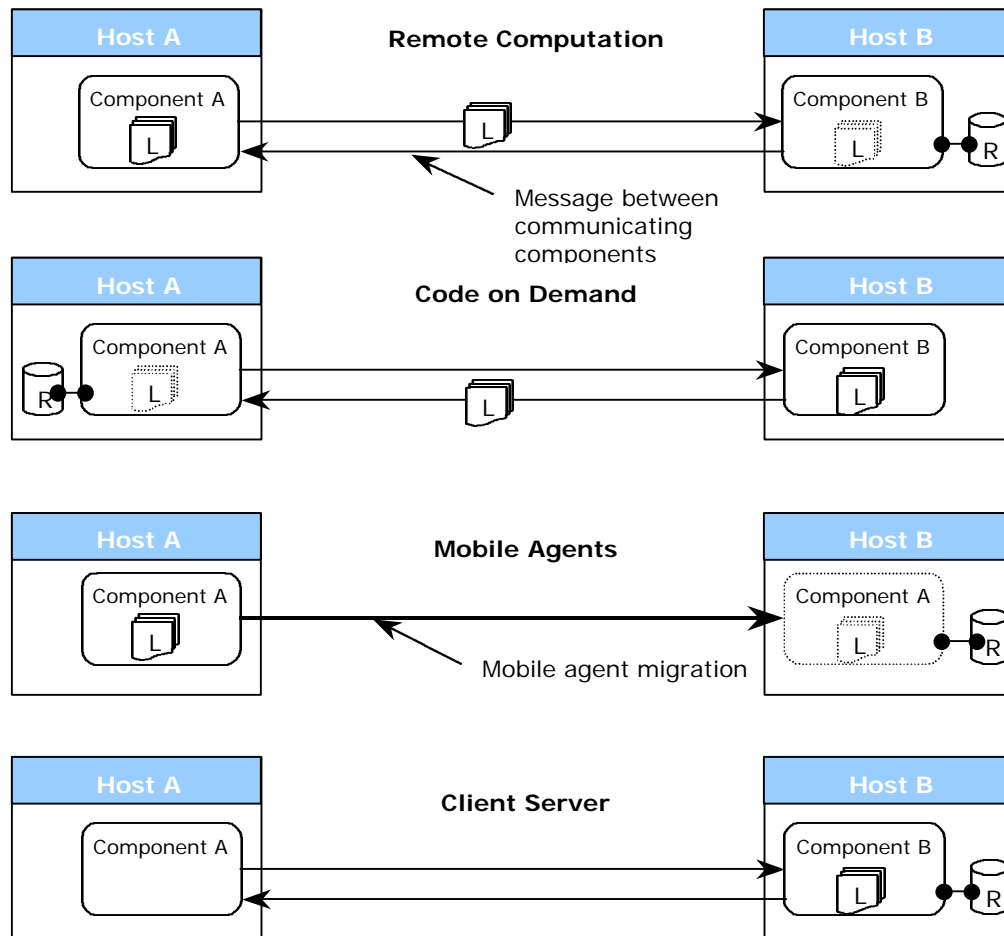 Host A
Remote Computation
Host B
Component A
L
L
Component B
L
R
Message between
communicating
components
Host A
Code on Demand
Host B
Component A
L
R
L
Component B
L
Host A
Mobile Agents
Host B
Component A
L
Component A
L
R
Mobile agent migration
Host A
Client Server
Host B
Component A
Component B
L
R